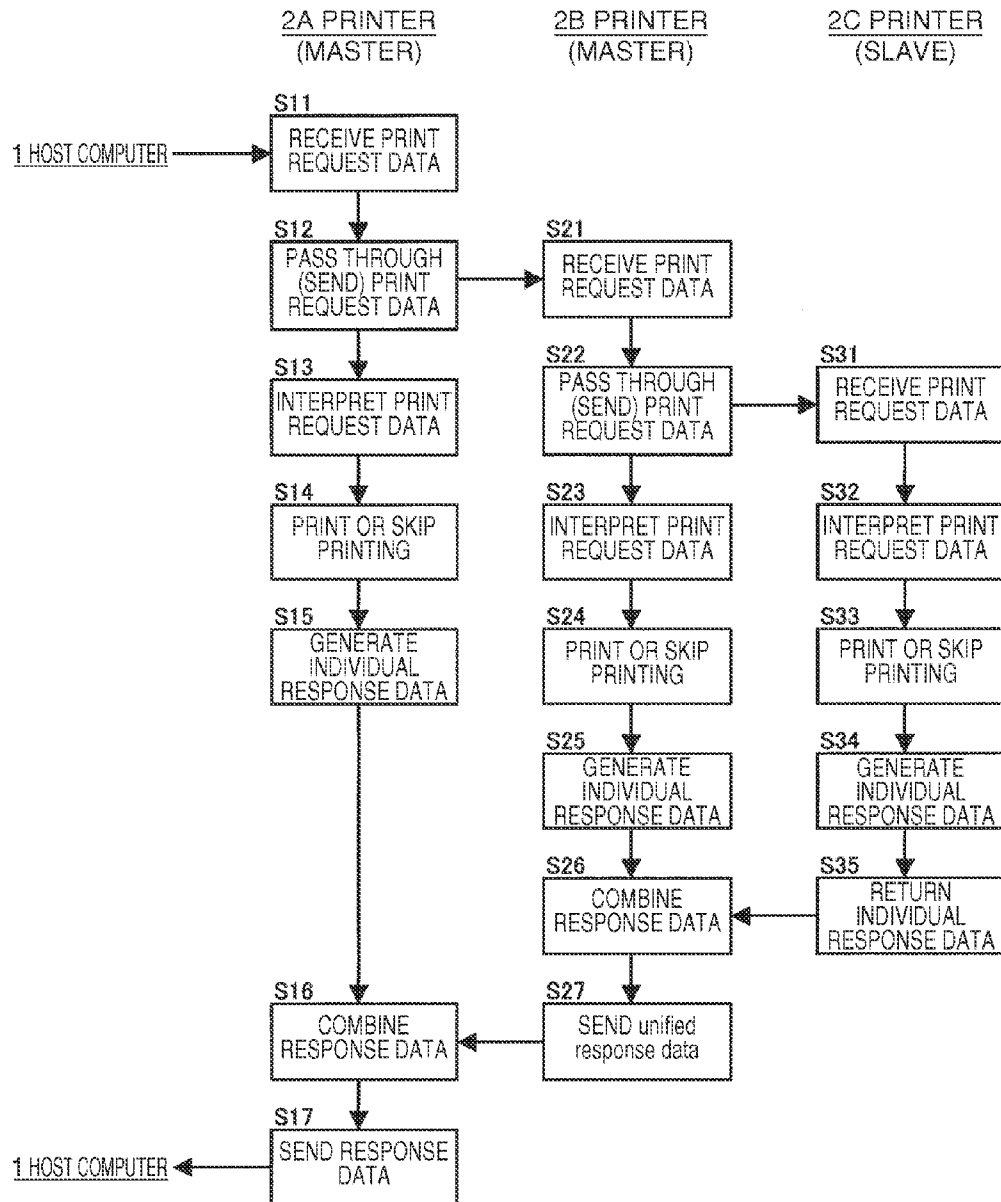 2A PRINTER
(MASTER)
2B PRINTER
(MASTER)
2C PRINTER
(SLAVE)
S11
RECEIVE PRINT
REQUEST DATA
1 HOST COMPUTER
S12
PASS THROUGH
(SEND) PRINT
REQUEST DATA
S21
RECEIVE PRINT
REQUEST DATA
S13
INTERPRET PRINT
REQUEST DATA
S22
PASS THROUGH
(SEND) PRINT
REQUEST DATA
S31
RECEIVE PRINT
REQUEST DATA
S14
PRINT OR SKIP
PRINTING
S23
INTERPRET PRINT
REQUEST DATA
S32
INTERPRET PRINT
REQUEST DATA
S15
GENERATE
INDIVIDUAL
RESPONSE DATA
S24
PRINT OR SKIP
PRINTING
S33
PRINT OR SKIP
PRINTING
S25
GENERATE
INDIVIDUAL
RESPONSE DATA
S34
GENERATE
INDIVIDUAL
RESPONSE DATA
S26
COMBINE
RESPONSE DATA
S35
RETURN
INDIVIDUAL
RESPONSE DATA
S16
COMBINE
RESPONSE DATA
S27
SEND unified
response data
S17
SEND RESPONSE
DATA
1 HOST COMPUTER